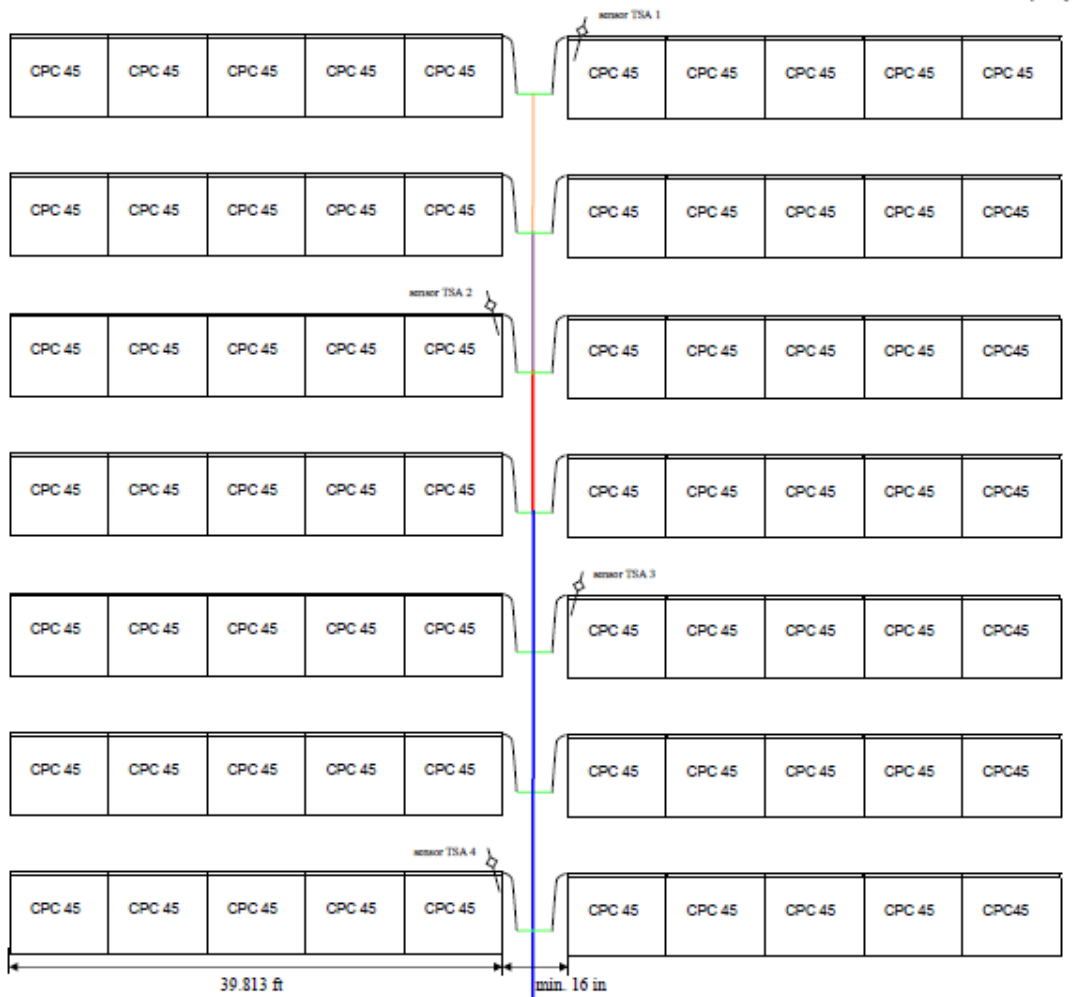 sensor TSA 1
CPC 45 CPC 45 CPC 45 CPC 45 CPC 45 CPC 45 CPC 45 CPC 45 CPC 45 CPC 45
CPC 45 CPC 45 CPC 45 CPC 45 CPC 45 CPC 45 CPC 45 CPC 45 CPC 45 CPC45
sensor TSA 2
CPC 45 CPC 45 CPC 45 CPC 45 CPC 45 CPC 45 CPC 45 CPC 45 CPC 45 CPC45
CPC 45 CPC 45 CPC 45 CPC 45 CPC 45 CPC 45 CPC 45 CPC 45 CPC 45 CPC45
sensor TSA 3
CPC 45 CPC 45 CPC 45 CPC 45 CPC 45 CPC 45 CPC 45 CPC 45 CPC 45 CPC45
CPC 45 CPC 45 CPC 45 CPC 45 CPC 45 CPC 45 CPC 45 CPC 45 CPC 45 CPC45
sensor TSA 4
CPC 45 CPC 45 CPC 45 CPC 45 CPC 45 CPC 45 CPC 45 CPC 45 CPC 45 CPC45
39.813 ft min. 16 in